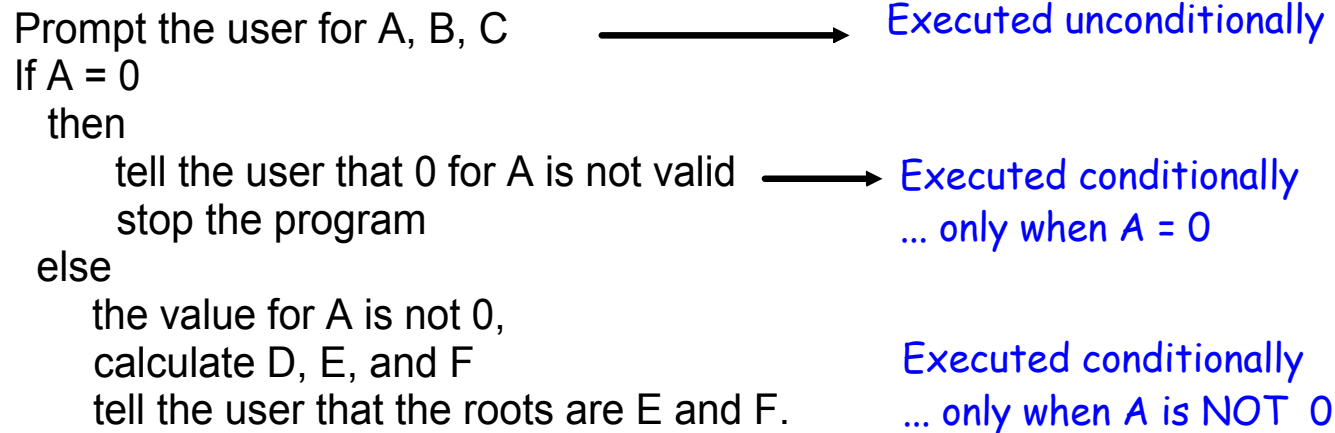 Prompt the user for A, B, C Executed unconditionally
If A = 0
then
tell the user that 0 for A is not valid Executed conditionally
stop the program ... only when A = 0
else
the value for A is not 0,
calculate D, E, and F Executed conditionally
tell the user that the roots are E and F. ... only when A is NOT 0